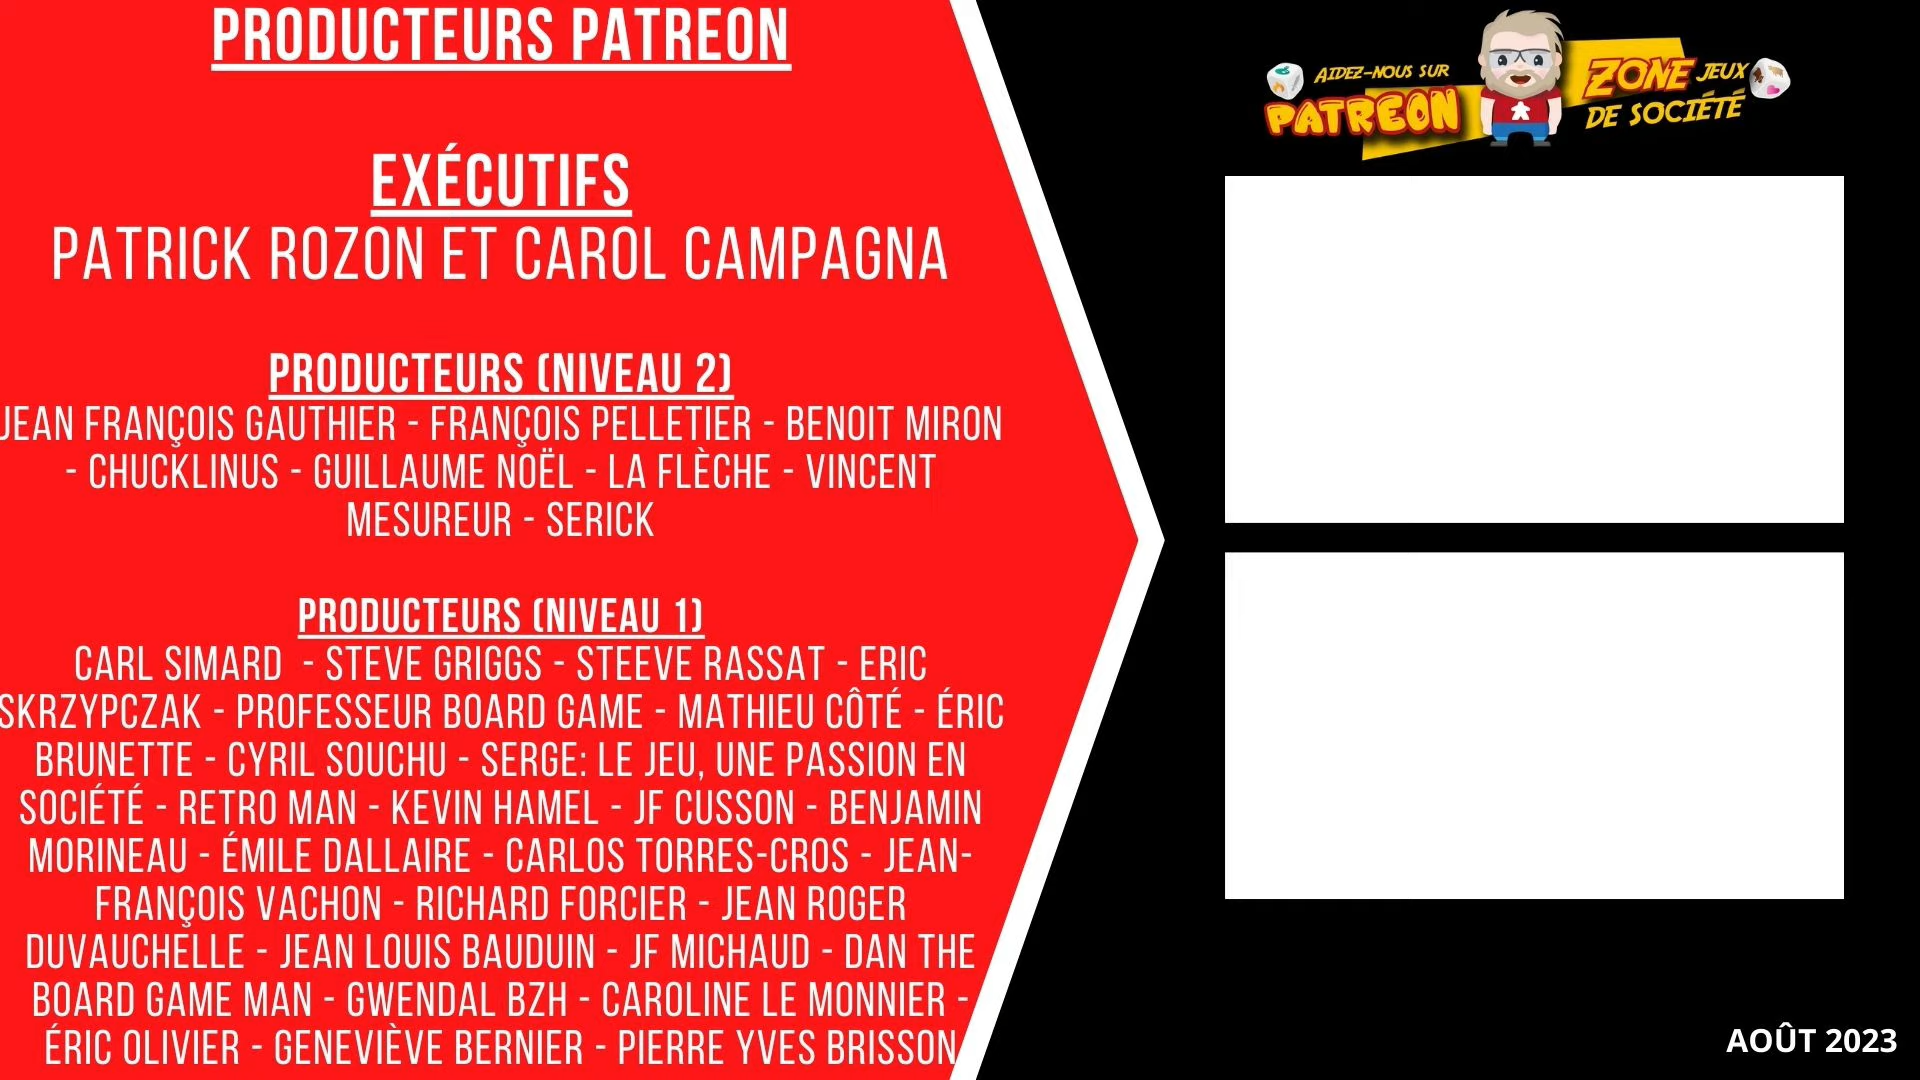 PRODUCTEURS PATREON
EXÉCUTIFS
PATRICK ROZON ET CAROL CAMPAGNA
PRODUCTEURS (NIVEAU 2)
JEAN FRANÇOIS GAUTHIER - FRANÇOIS PELLETIER - BENOIT MIRON
- CHUCKLINUS - GUILLAUME NOËL - LA FLÈCHE - VINCENT
MESUREUR - SERICK
PRODUCTEURS (NIVEAU 1)
CARL SIMARD - STEVE GRIGGS - STEEVE RASSAT - ERIC
SKRZYPCZAK - PROFESSEUR BOARD GAME - MATHIEU CÔTÉ - ÉRIC
BRUNETTE - CYRIL SOUCHU - SERGE: LE JEU, UNE PASSION EN
SOCIÉTÉ - RETRO MAN - KEVIN HAMEL - JF CUSSON - BENJAMIN
MORINEAU - ÉMILE DALLAIRE - CARLOS TORRES-CROS - JEAN-
FRANÇOIS VACHON - RICHARD FORCIER - JEAN ROGER
DUVAUCHELLE - JEAN LOUIS BAUDUIN - JF MICHAUD - DAN THE
BOARD GAME MAN - GWENDAL BZH - CAROLINE LE MONNIER -
ÉRIC OLIVIER - GENEVIÈVE BERNIER - PIERRE YVES BRISSON
AIDEZ-NOUS SUR
PATREON
ZONE JEUX
DE SOCIÉTÉ
AOÛT 2023